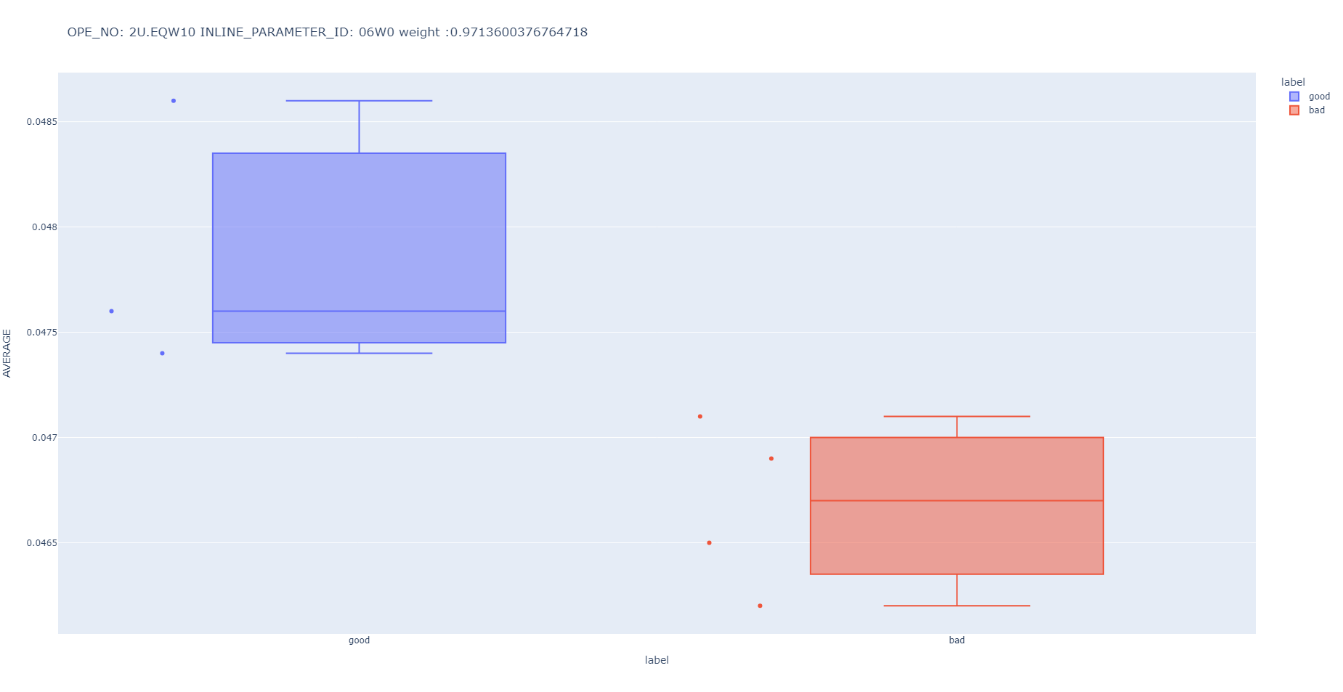 OPE_NO: 2U.EQW10 INLINE_PARAMETER_ID: 06W0 weight :0.9713600376764718
label
good
bad
0.0485
0.048
0.0475
0.047
0.0465
AVERAGE
good
bad
label